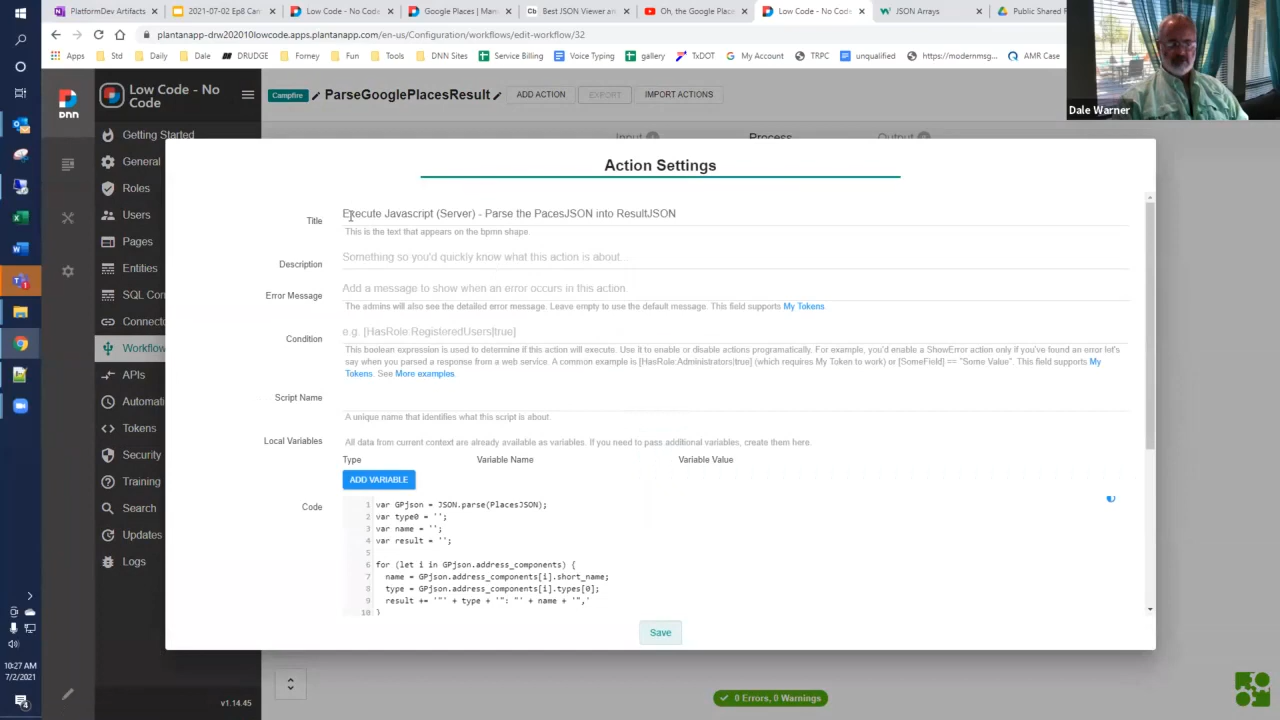 PlatformDev Artifacts
2021-07-02 Ep8 Cam
Low Code - No C
Google Places | Man
Best JSON Viewer an
Oh, the Google Place
Low Code - No C
JSON Arrays
Public Shared F
plantanapp-drw202010lowcode.apps.plantanapp.com/en-us/Configuration/workflows/edit-workflow/32
Apps
Std
Daily
Dale
DRUDGE
Forney
Fun
Tools
DNN Sites
Service Billing
Voice Typing
gallery
TxDOT
My Account
TRPC
unqualified
https://modernmsg...
AMR Case
Dale Warner
DNN
Low Code - No Code
Campfire
ParseGooglePlacesResult
ADD ACTION
EXPORT
IMPORT ACTIONS
Input
Process
Output
Getting Started
General
Roles
Users
Pages
Entities
SQL Con
Connecto
Workflow
APIs
Automati
Tokens
Security
Training
Search
Updates
Logs
v1.14.45
Action Settings
Title
Execute Javascript (Server) - Parse the PacesJSON into ResultJSON
This is the text that appears on the bpmn shape.
Description
Something so you'd quickly know what this action is about...
Error Message
Add a message to show when an error occurs in this action.
The admins will also see the detailed error message. Leave empty to use the default message. This field supports My Tokens
Condition
e.g. [HasRole:RegisteredUsers|true]
This boolean expression is used to determine if this action will execute. Use it to enable or disable actions programatically. For example, you'd enable a ShowError action only if you've found an error let's
say when you parsed a response from a web service. A common example is [HasRole:Administrators|true] (which requires My Token to work) or [SomeField] == "Some Value". This field supports My
Tokens. See More examples
Script Name
A unique name that identifies what this script is about.
Local Variables
All data from current context are already available as variables. If you need to pass additional variables, create them here.
Type
Variable Name
Variable Value
ADD VARIABLE
Code
1 var GPjson = JSON.parse(PlacesJSON);
2 var type0 = '';
3 var name = '';
4 var result = '';
5
6 for (let i in GPjson.address_components) {
7 name = GPjson.address_components[i].short_name;
8 type = GPjson.address_components[i].types[0];
9 result += '"' + type + '": "' + name + '",'
10 }
Save
0 Errors, 0 Warnings
10:27 AM
7/2/2021